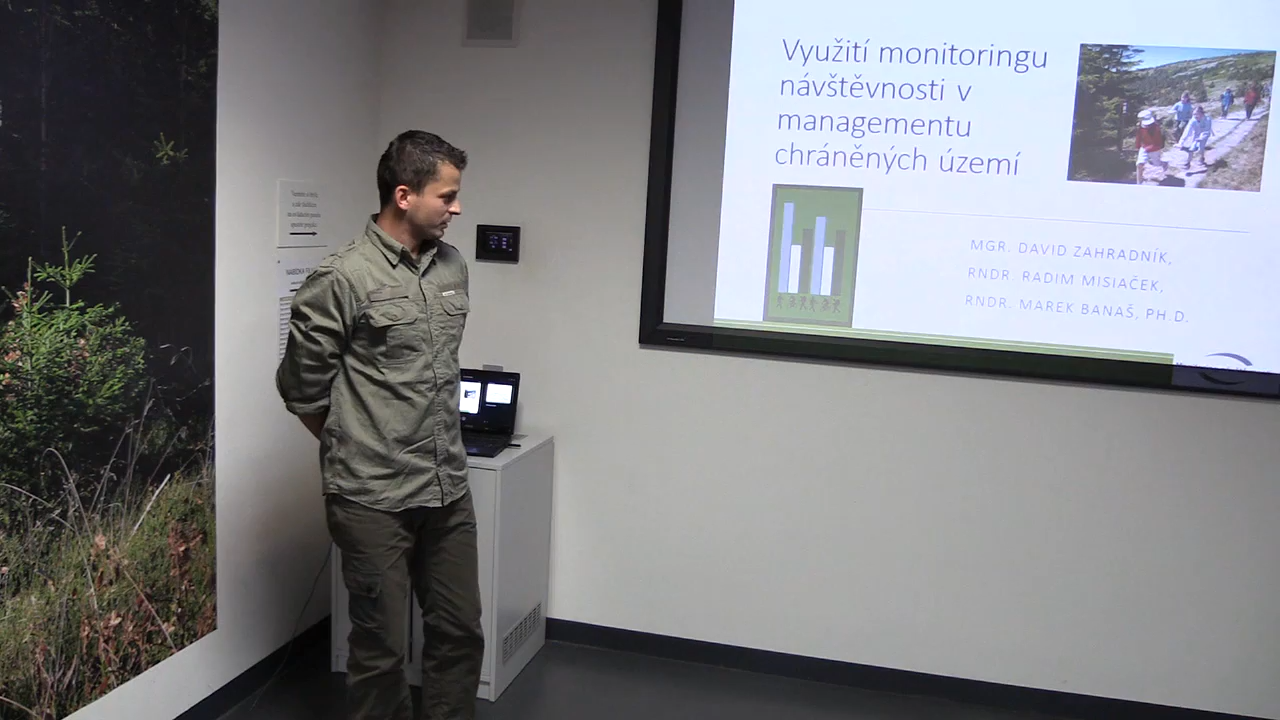 Využití monitoringu
návštěvnosti v
managementu
chráněných území
MGR. DAVID ZAHRADNÍK,
RNDR. RADIM MISIAČEK,
RNDR. MAREK BANAŠ, PH D.